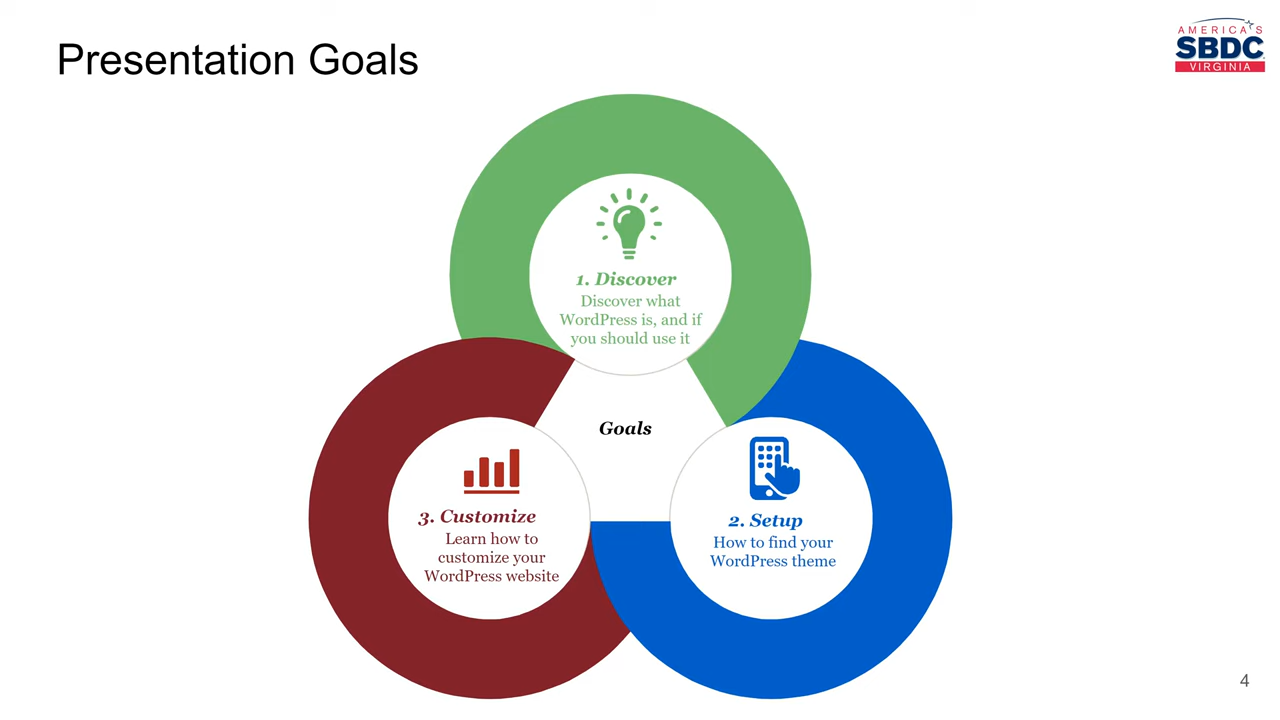 Presentation Goals
AMERICA'S
SBDC
VIRGINIA
1. Discover
Discover what
WordPress is, and if
you should use it
Goals
3. Customize
Learn how to
customize your
WordPress website
2. Setup
How to find your
WordPress theme
4